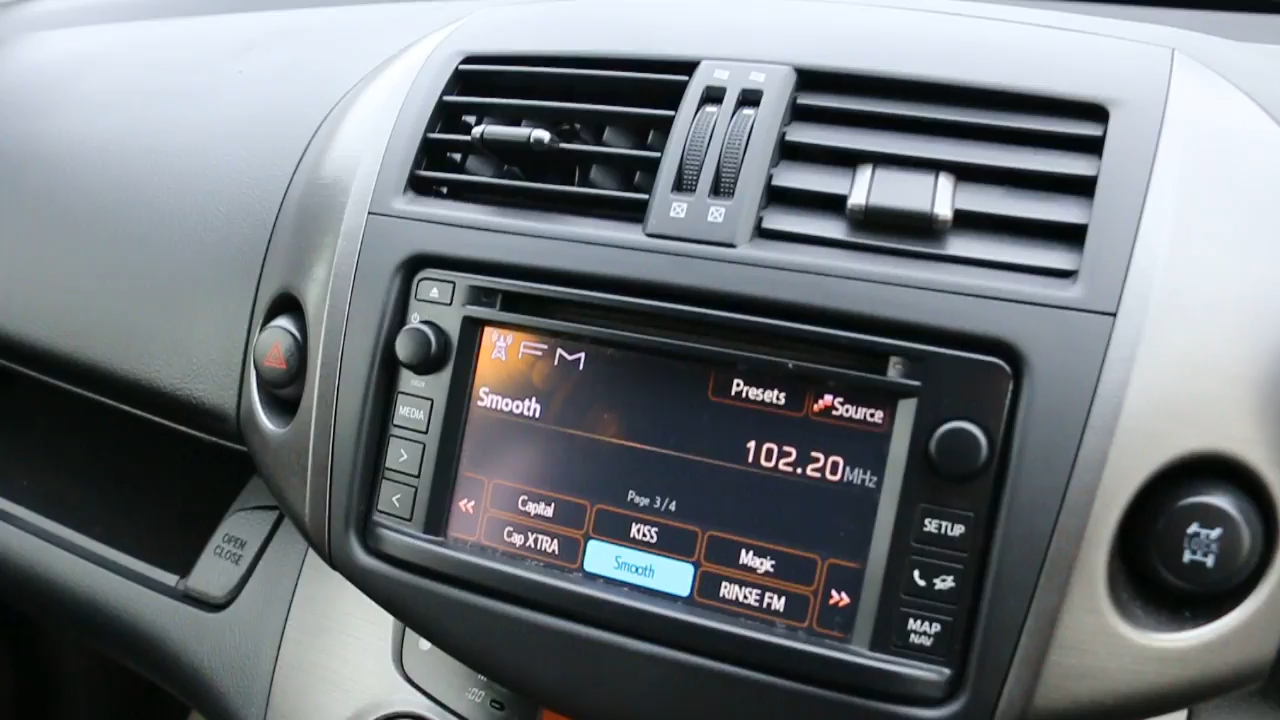 FM
Presets
Source
Smooth
102.20MHz
Page 3/4
Capital
KISS
Magic
Cap XTRA
Smooth
RINSE FM
MEDIA
SETUP
MAP
NAV
OPEN
CLOSE
:00